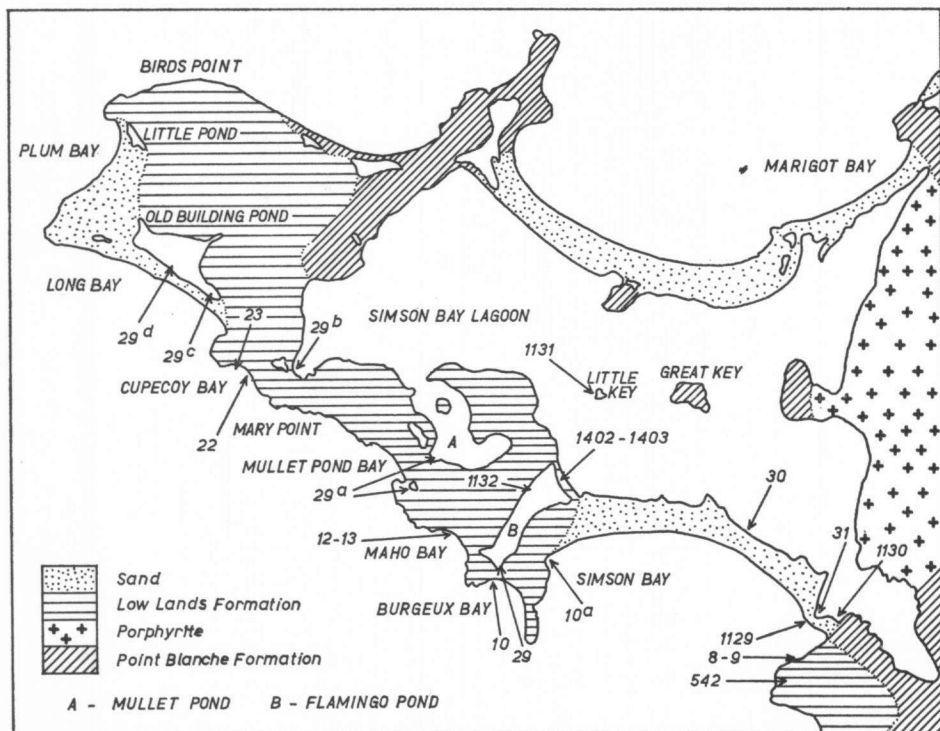 BIRDS POINT
LITTLE POND
PLUM BAY
MARIGOT BAY
OLD BUILDING POND
LONG BAY
23
29b
SIMSON BAY LAGOON
29d
29c
1131
LITTLE KEY
GREAT KEY
CUPECOY BAY
22
MARY POINT
A
1402-1403
MULLET POND BAY
29a
1132
30
12-13
MAHO BAY
B
31
1130
SIMSON BAY
BURGEUX BAY
10
29
10a
1129
8-9
542
Sand
Low Lands Formation
Porphyrite
Point Blanche Formation
A - MULLET POND B - FLAMINGO POND